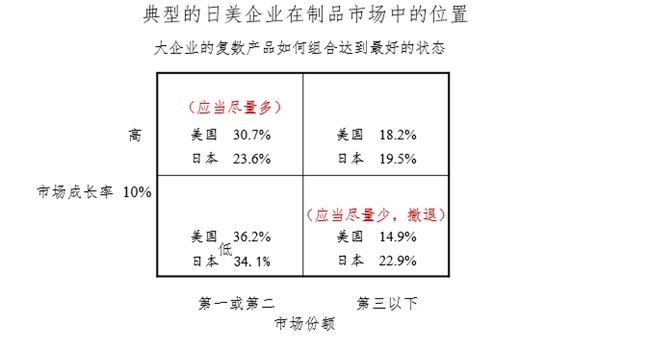 典型的日美企业在制品市场中的位置
大企业的复数产品如何组合达到最好的状态
（应当尽量多）
高
美国 30.7%
日本 23.6%
美国 18.2%
日本 19.5%
市场成长率 10%
（应当尽量少，撤退）
美国 36.2%
低
日本 34.1%
美国 14.9%
日本 22.9%
第一或第二
第三以下
市场份额